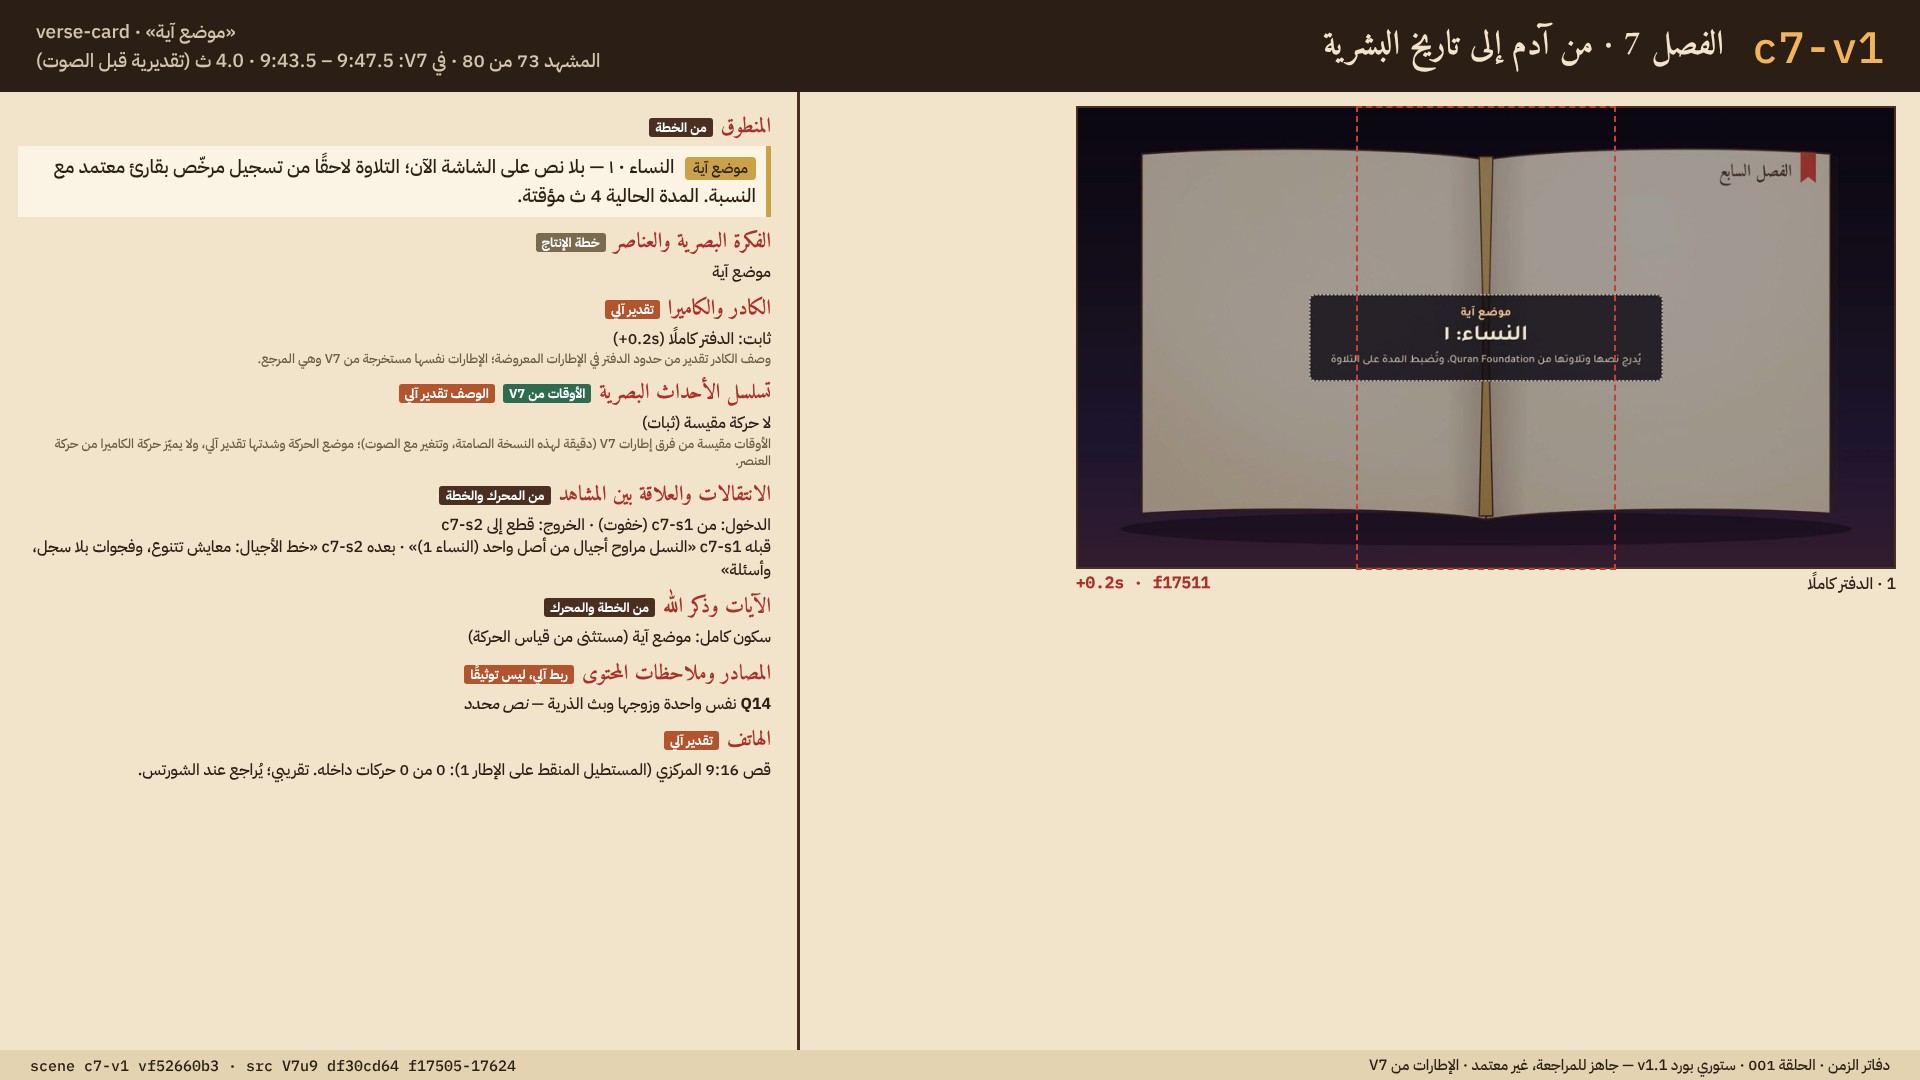 c7-v1 الفصل 7 · من آدم إلى تاريخ البشرية
verse-card · «موضع آية»
المشهد 73 من 80 · في V7: 9:43.5 – 9:47.5 · 4.0 ث (تقديرية قبل الصوت)
الفصل السابع
موضع آية
النساء: ١
يُدرج نصها وتلاوتها من Quran Foundation، وتُضبط المدة على التلاوة
1 · الدفتر كاملًا
+0.2s · f17511
المنطوق من الخطة
موضع آية النساء ١٠ — بلا نص على الشاشة الآن؛ التلاوة لاحقًا من تسجيل مرخّص بقارئ معتمد مع
النسبة. المدة الحالية 4 ث مؤقتة.
الفكرة البصرية والعناصر خطة الإنتاج
موضع آية
الكادر والكاميرا تقدير آلي
ثابت: الدفتر كاملًا (+0.2s)
وصف الكادر تقدير من حدود الدفتر في الإطارات المعروضة؛ الإطارات نفسها مستخرجة من V7 وهي المرجع.
تسلسل الأحداث البصرية الأوقات من V7 الوصف تقدير آلي
لا حركة مقيسة (ثبات)
الأوقات مقيسة من فرق إطارات V7 (دقيقة لهذه النسخة الصامتة، وتتغير مع الصوت)؛ موضع الحركة وشدتها تقدير آلي، ولا يميّز حركة الكاميرا من حركة
العنصر.
الانتقالات والعلاقة بين المشاهد من المحرك والخطة
الدخول: من c7-s1 (خفوت) · الخروج: قطع إلى c7-s2
قبله c7-s1 «النسل مراوح أجيال من أصل واحد (النساء 1)» · بعده c7-s2 «خط الأجيال: معايش تتنوع، وفجوات بلا سجل،
وأسئلة»
الآيات وذكر الله من الخطة والمحرك
سكون كامل: موضع آية (مستثنى من قياس الحركة)
المصادر وملاحظات المحتوى ربط آلي، ليس توثيقًا
Q14 نفس واحدة وزوجها وبث الذرية — نص محدد
الهاتف تقدير آلي
قص 9:16 المركزي (المستطيل المنقط على الإطار 1): 0 من 0 حركات داخله. تقريبي؛ يُراجع عند الشورتس.
دفاتر الزمن · الحلقة 001 · ستوري بورد v1.1 — جاهز للمراجعة، غير معتمد · الإطارات من V7
scene c7-v1 vf52660b3 · src V7u9 df30cd64 f17505-17624